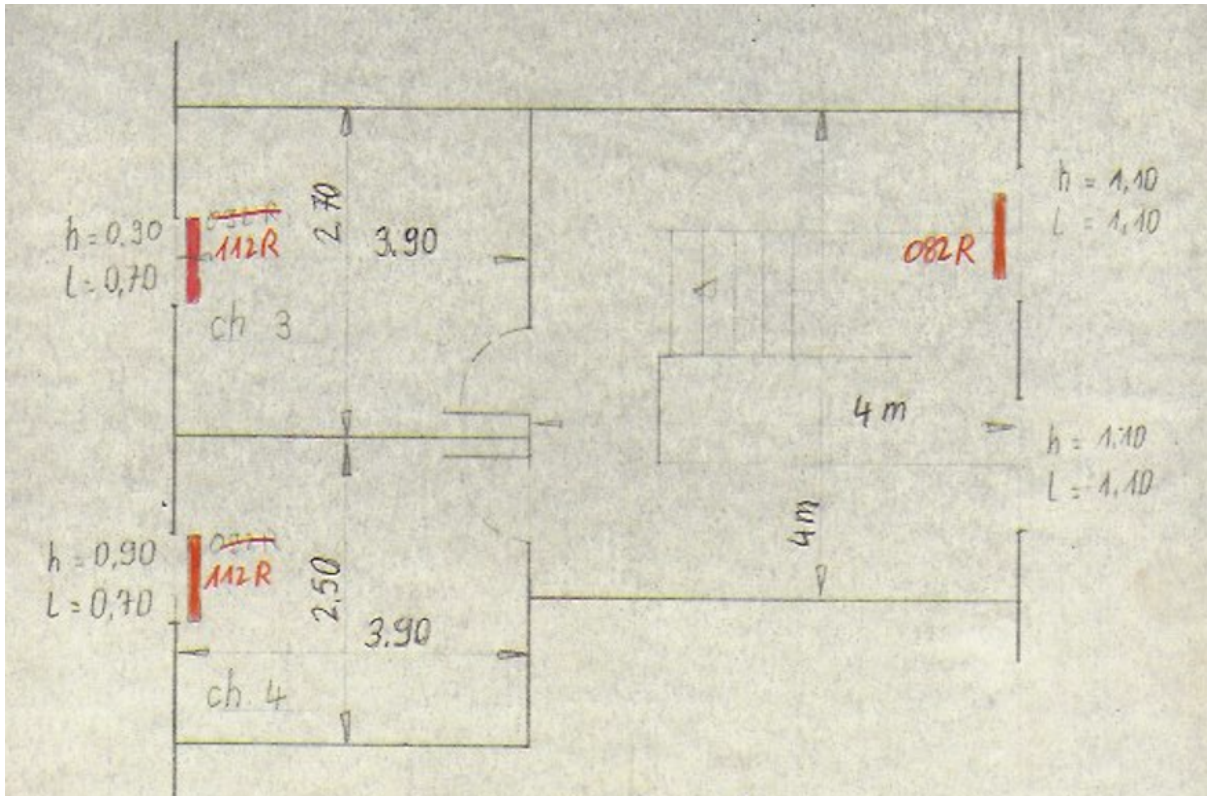 h = 0.90
L = 0,70
112R
ch 3
2,70
3.90
h = 1,10
L = 1,10
082R
4 m
h = 1.10
L = 1,10
4m
h = 0,90
L = 0,70
112R
2,50
3.90
ch. 4